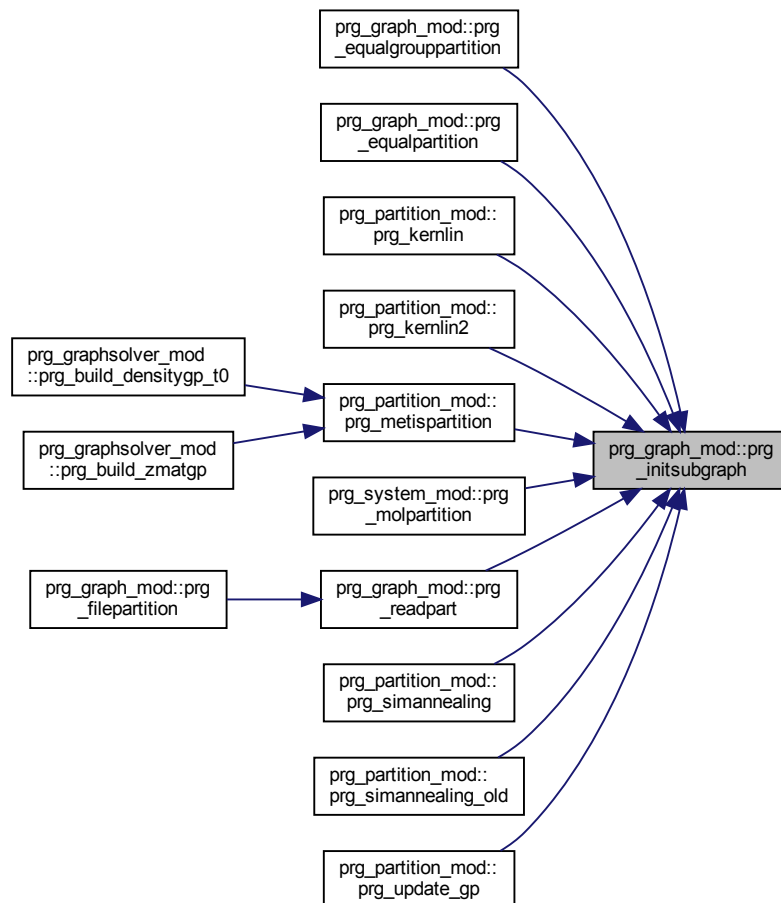 prg_graph_mod::prg
_equalgrouppartition
prg_graph_mod::prg
_equalpartition
prg_partition_mod::
prg_kernlin
prg_partition_mod::
prg_kernlin2
prg_graphsolver_mod
::prg_build_densitygp_t0
prg_partition_mod::
prg_metispartition
prg_graphsolver_mod
::prg_build_zmatgp
prg_graph_mod::prg
_initsubgraph
prg_system_mod::prg
_molpartition
prg_graph_mod::prg
_filepartition
prg_graph_mod::prg
_readpart
prg_partition_mod::
prg_simannealing
prg_partition_mod::
prg_simannealing_old
prg_partition_mod::
prg_update_gp